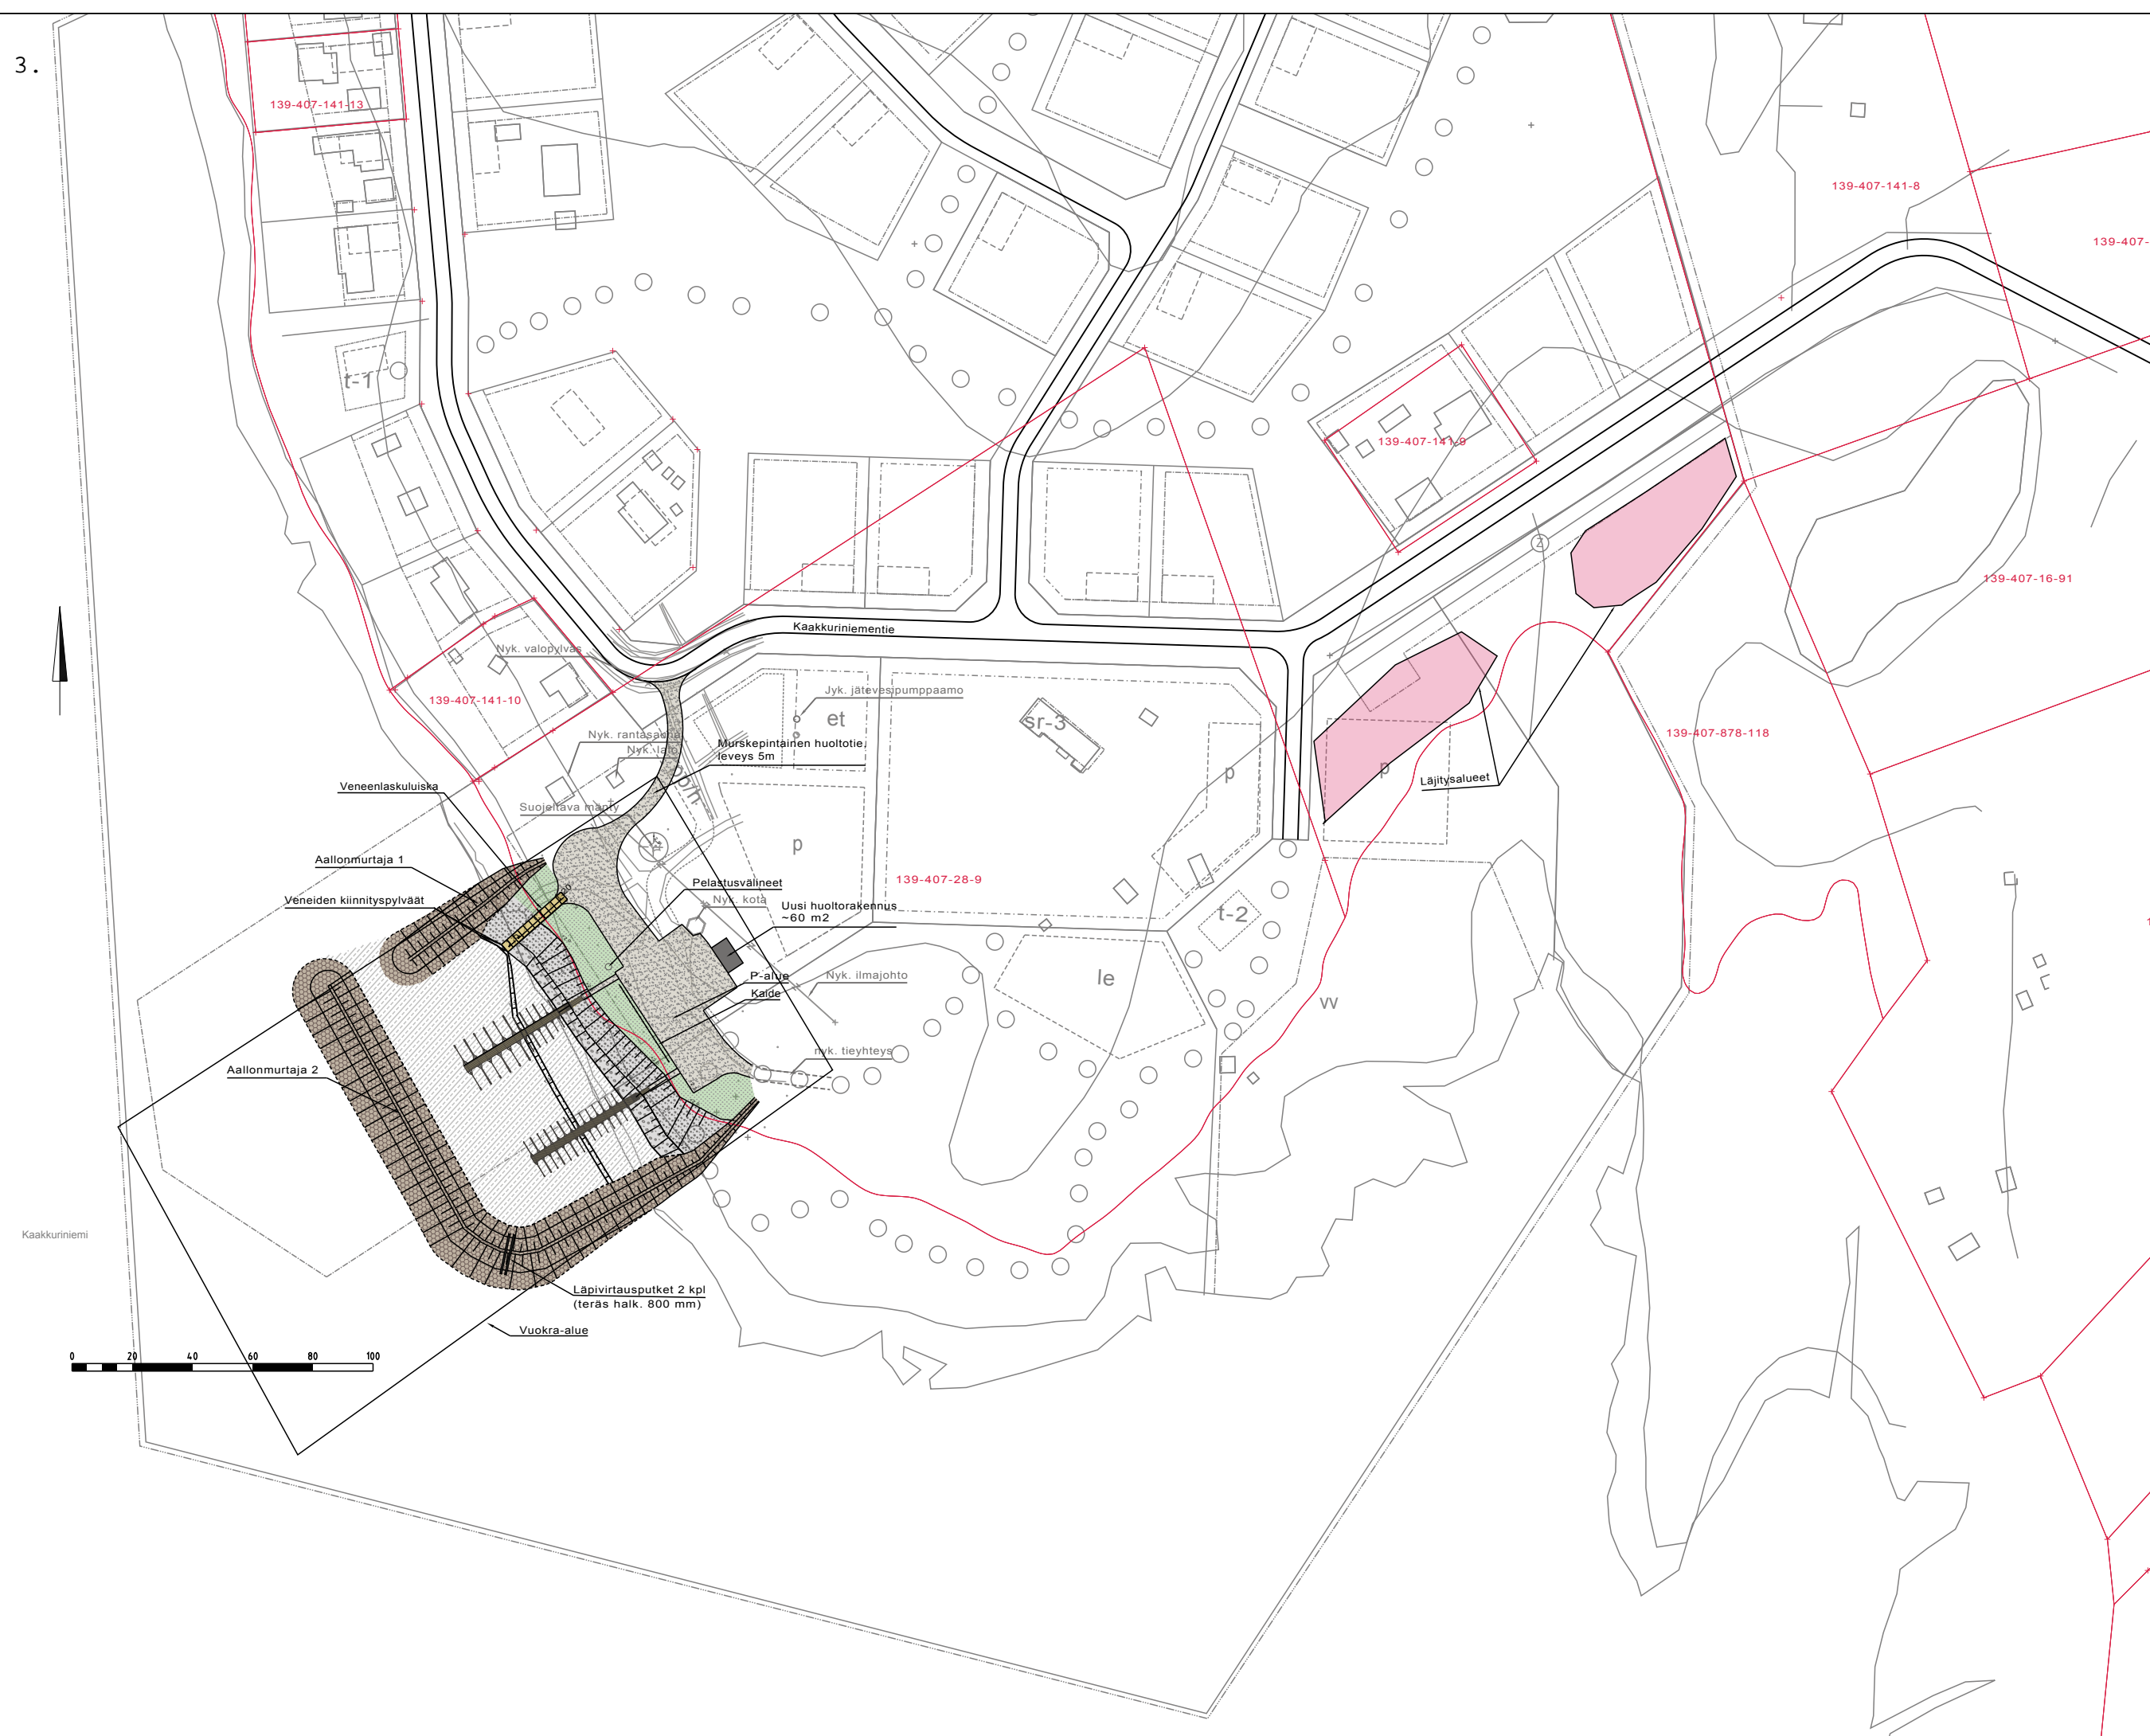 3.
139-407-141-13
139-407-141-8
139-407-
t-1
139-407-141-9
139-407-16-91
Kaakkuriniementie
Nyk. valopylväs
139-407-141-10
Jyk. jätevesipumppaamo
et
sr-3
139-407-878-118
Nyk. rantasauna
Nyk. lato
Murskepintainen huoltotie,
leveys 5m
pp/h
p
p
Läjitysalueet
Veneenlaskuluiska
Suojeltava mänty
p
Aallonmurtaja 1
139-407-28-9
Pelastusvälineet
Veneiden kiinnityspylväät
Nyk. kota
Uusi huoltorakennus
~60 m2
t-2
P-alue
Nyk. ilmajohto
le
Kaide
vv
nyk. tieyhteys
Aallonmurtaja 2
Kaakkuriniemi
Läpivirtausputket 2 kpl
(teräs halk. 800 mm)
Vuokra-alue
0 20 40 60 80 100